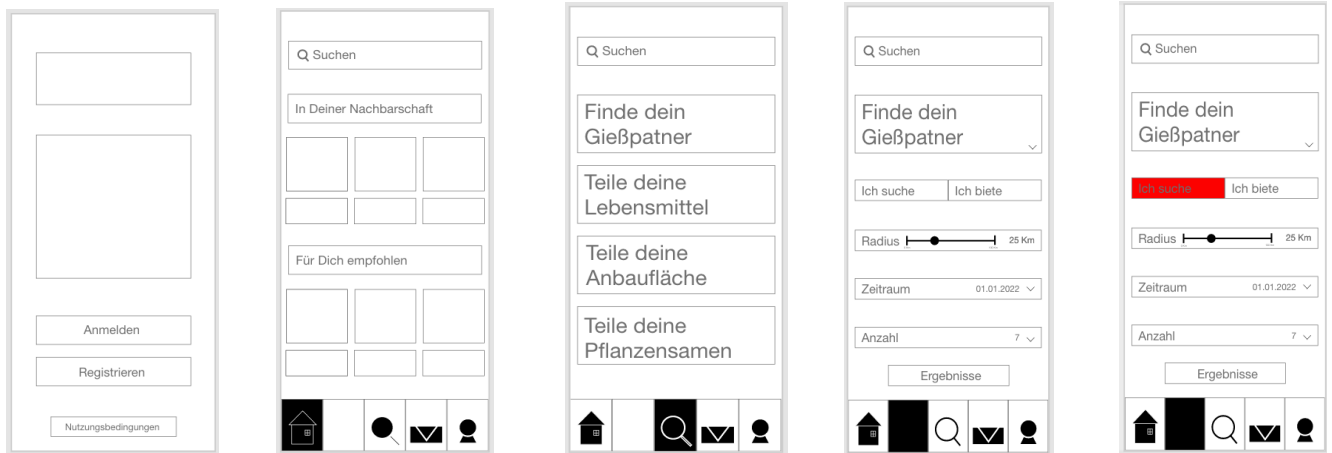 Anmelden
Registrieren
Nutzungsbedingungen
Suchen
In Deiner Nachbarschaft
Für Dich empfohlen
Suchen
Finde dein
Gießpatner
Teile deine
Lebensmittel
Teile deine
Anbaufläche
Teile deine
Pflanzensamen
Suchen
Finde dein
Gießpatner
Ich suche Ich biete
Radius 25 Km
Zeitraum 01.01.2022
Anzahl 7
Ergebnisse
Suchen
Finde dein
Gießpatner
Ich suche Ich biete
Radius 25 Km
Zeitraum 01.01.2022
Anzahl 7
Ergebnisse